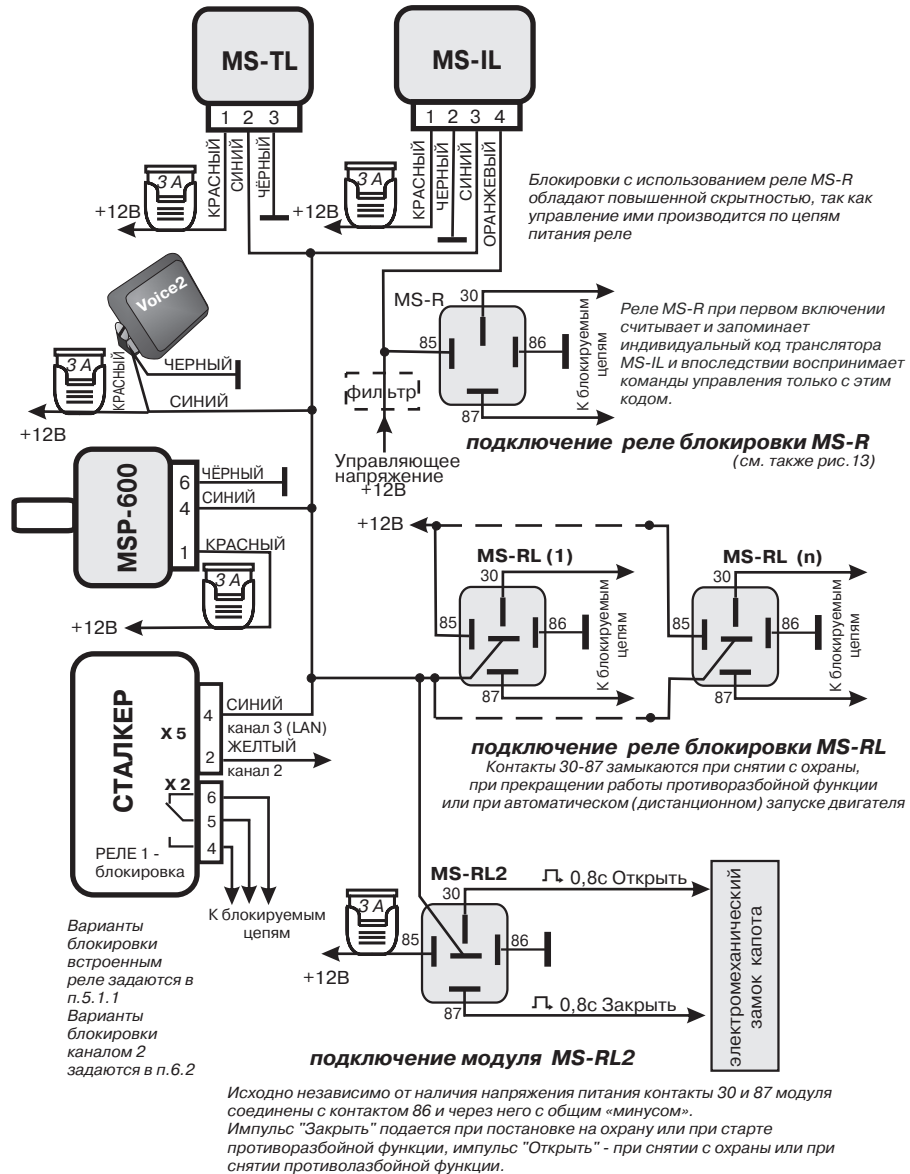 MS-TL
MS-IL
1 2 3
1 2 3 4
КРАСНЫЙ
СИНИЙ
ЧЁРНЫЙ
КРАСНЫЙ
ЧЕРНЫЙ
СИНИЙ
ОРАНЖЕВЫЙ
3 А
+12В
3 А
+12В
Блокировки с использованием реле MS-R
обладают повышенной скрытностью, так как
управление ими производится по цепям
питания реле
Voice2
КРАСНЫЙ
ЧЕРНЫЙ
СИНИЙ
3 А
+12В
MS-R
30
85
86
87
К блокируемым
цепям
фильтр
Управляющее
напряжение
+12В
Реле MS-R при первом включении
считывает и запоминает
индивидуальный код транслятора
MS-IL и впоследствии воспринимает
команды управления только с этим
кодом.
подключение реле блокировки MS-R
(см. также рис.13)
MSP-600
6
4
1
ЧЁРНЫЙ
СИНИЙ
КРАСНЫЙ
3 А
+12В
+12В
MS-RL (1)
30
85
86
87
К блокируемым
цепям
MS-RL (n)
30
85
86
87
К блокируемым
цепям
подключение реле блокировки MS-RL
Контакты 30-87 замыкаются при снятии с охраны,
при прекращении работы противоразбойной функции
или при автоматическом (дистанционном) запуске двигателя
СТАЛКЕР
X 5
4
2
СИНИЙ
канал 3 (LAN)
ЖЕЛТЫЙ
канал 2
X 2
6
5
4
РЕЛЕ 1 -
блокировка
К блокируемым
цепям
Варианты
блокировки
встроенным
реле задаются в
п.5.1.1
Варианты
блокировки
каналом 2
задаются в п.6.2
MS-RL2
3 А
+12В
30
85
86
87
0,8с Открыть
0,8с Закрыть
электромеханический
замок капота
подключение модуля MS-RL2
Исходно независимо от наличия напряжения питания контакты 30 и 87 модуля
соединены с контактом 86 и через него с общим «минусом».
Импульс "Закрыть" подается при постановке на охрану или при старте
противоразбойной функции, импульс "Открыть" - при снятии с охраны или при
снятии противолазбойной функции.